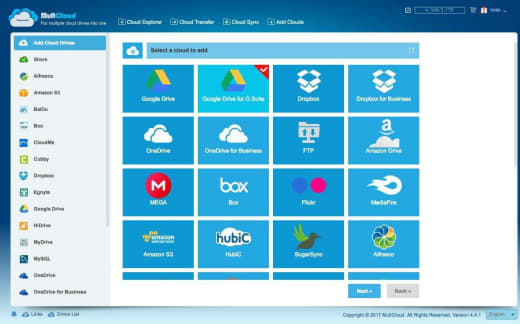 MultCloud
Put multiple cloud drives into one
Cloud Explorer
Cloud Transfer
Cloud Sync
Add Clouds
Add Cloud Drives
Share
Alfresco
Amazon S3
BaiDu
Box
CloudMe
Cubby
Dropbox
Egnyte
Google Drive
HiDrive
MyDrive
MySQL
OneDrive
OneDrive for Business
Select a cloud to add
Google Drive
Google Drive for G Suite
Dropbox
Dropbox for Business
OneDrive
OneDrive for Business
FTP
Amazon Drive
MEGA
box
Box
Flickr
MediaFire
amazon
web services
Amazon S3
hubiC
HubiC
SugarSync
Alfresco
Next »
Back »
Links
Errors List
Copyright © 2017 MultCloud. All Rights Reserved. Version 4.4.1
English